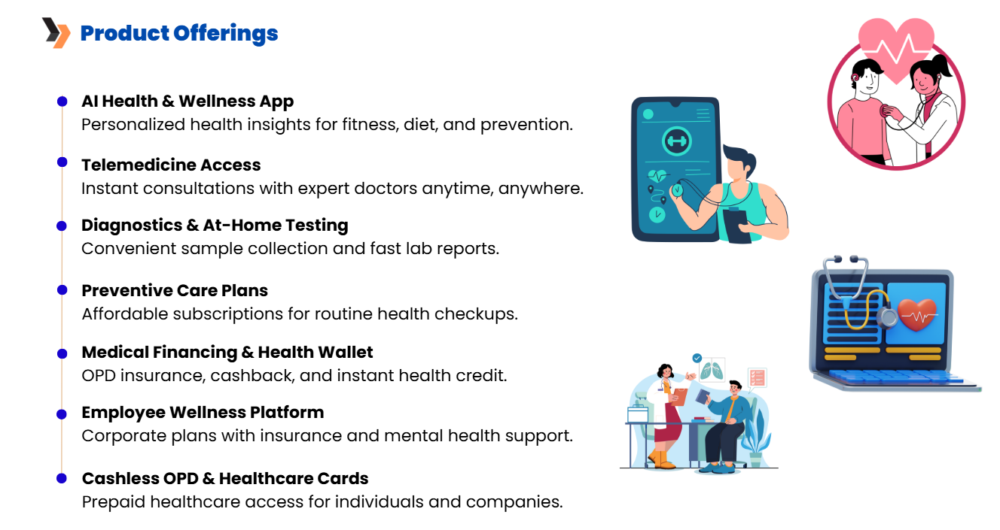 Product Offerings
AI Health & Wellness App
Personalized health insights for fitness, diet, and prevention.
Telemedicine Access
Instant consultations with expert doctors anytime, anywhere.
Diagnostics & At-Home Testing
Convenient sample collection and fast lab reports.
Preventive Care Plans
Affordable subscriptions for routine health checkups.
Medical Financing & Health Wallet
OPD insurance, cashback, and instant health credit.
Employee Wellness Platform
Corporate plans with insurance and mental health support.
Cashless OPD & Healthcare Cards
Prepaid healthcare access for individuals and companies.